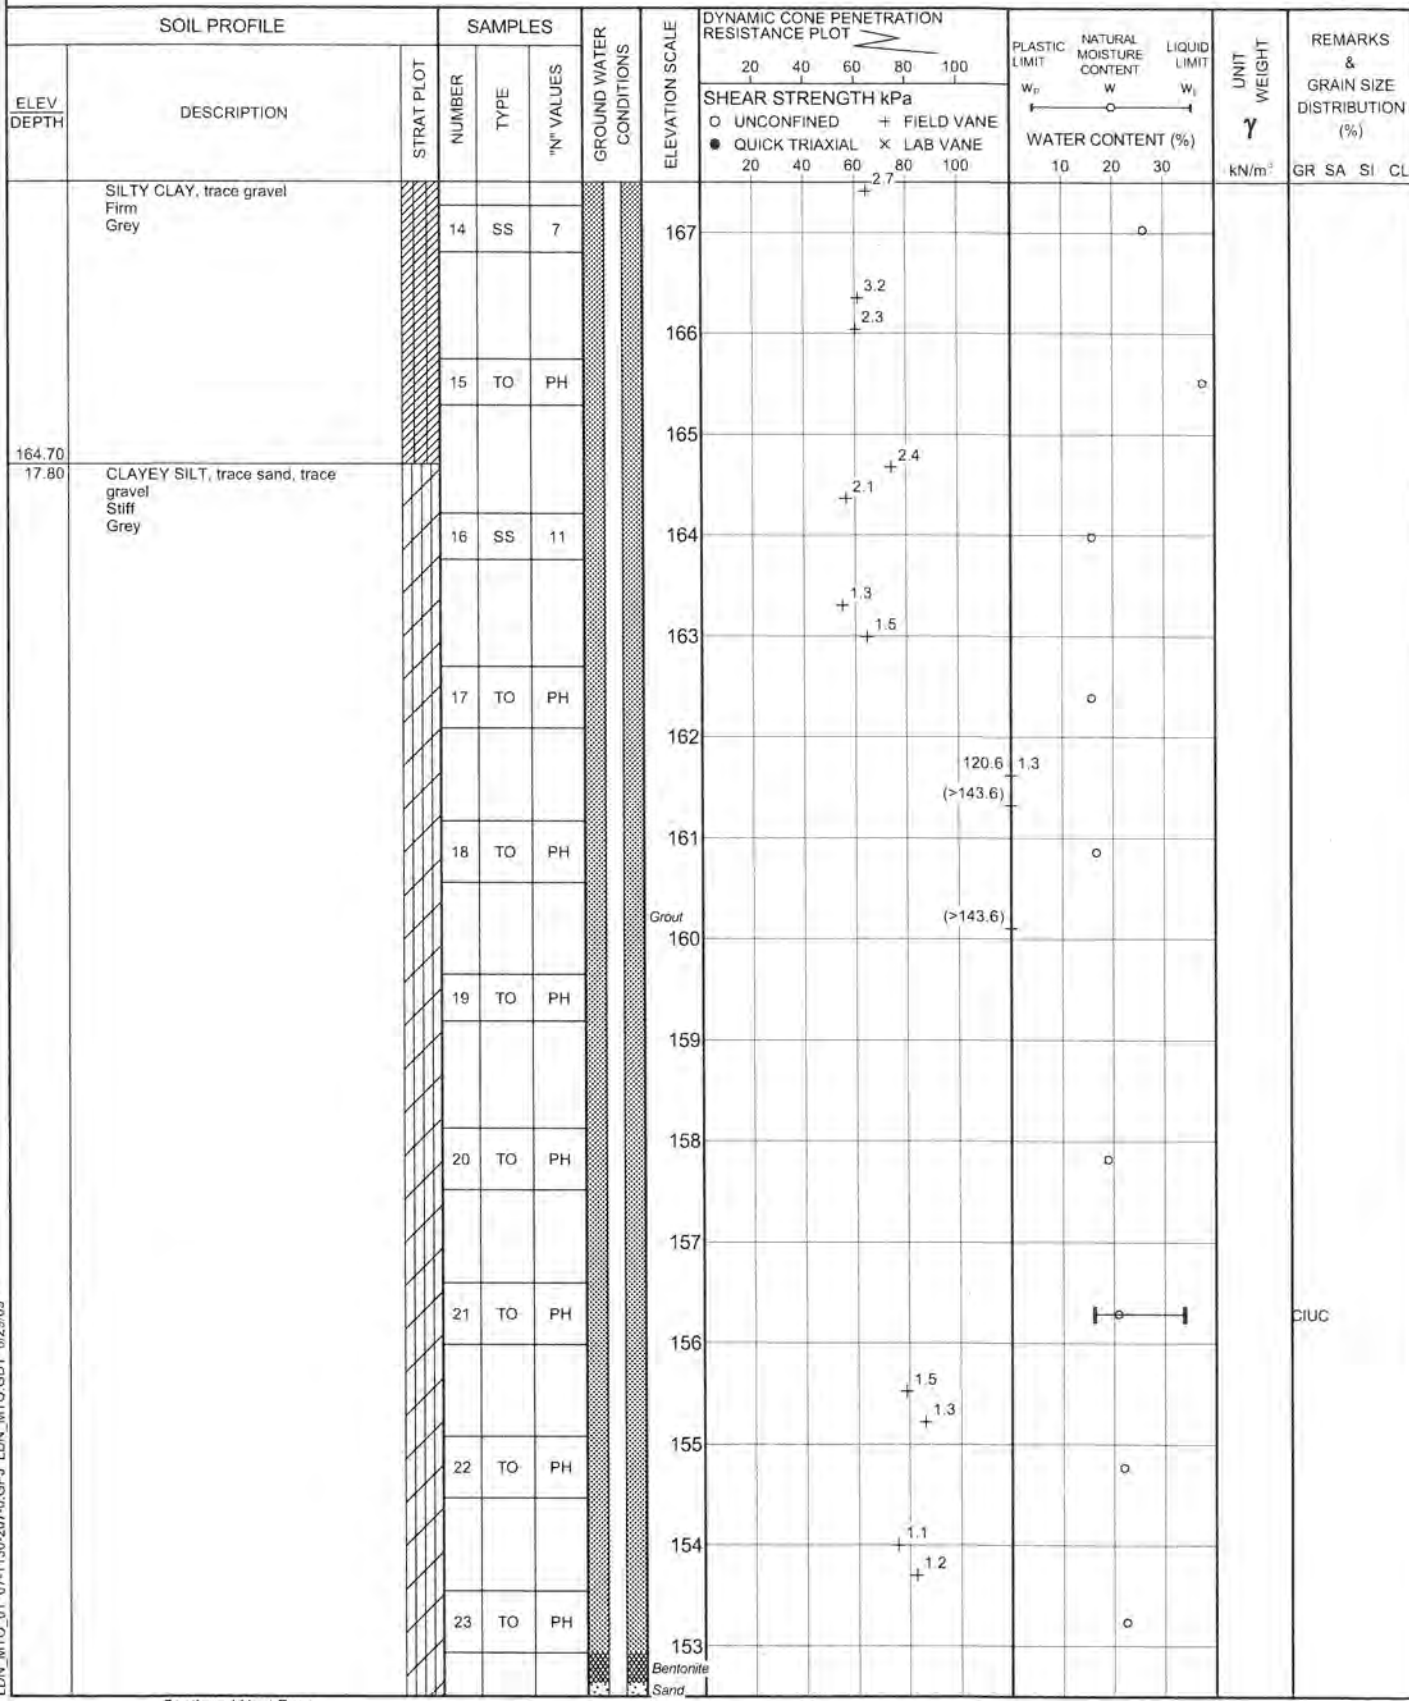 SOIL PROFILE
SAMPLES
GROUND WATER
CONDITIONS
ELEVATION SCALE
DYNAMIC CONE PENETRATION
RESISTANCE PLOT
20 40 60 80 100
PLASTIC
LIMIT
NATURAL
MOISTURE
CONTENT
LIQUID
LIMIT
UNIT
WEIGHT
REMARKS
&
GRAIN SIZE
DISTRIBUTION
(%)
ELEV
DEPTH
DESCRIPTION
STRAT PLOT
NUMBER
TYPE
"N" VALUES
SHEAR STRENGTH kPa
O UNCONFINED + FIELD VANE
● QUICK TRIAXIAL × LAB VANE
20 40 60 80 100
WP W WL
WATER CONTENT (%)
10 20 30
γ
kN/m³
GR SA SI CL
SILTY CLAY, trace gravel
Firm
Grey
2.7
14 SS 7
167
3.2
2.3
166
15 TO PH
165
164.70
17.80
CLAYEY SILT, trace sand, trace
gravel
Stiff
Grey
2.4
2.1
16 SS 11
164
1.3
1.5
163
17 TO PH
162
120.6 1.3
(>143.6)
161
18 TO PH
Grout
(>143.6)
160
19 TO PH
159
158
20 TO PH
157
21 TO PH
CIUC
156
1.5
1.3
155
22 TO PH
1.1
154
1.2
23 TO PH
153
Bentonite
Sand